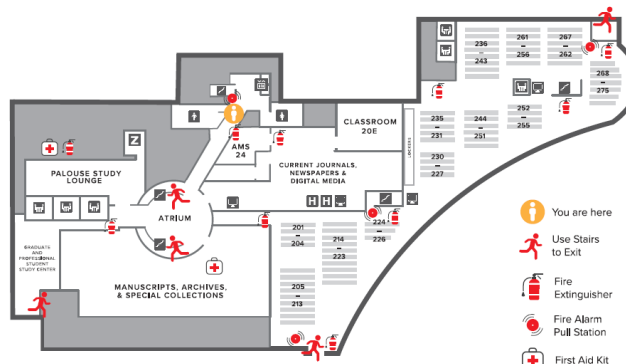 236
–
243
261
–
256
267
–
262
268
–
275
252
–
255
235
–
231
244
–
251
230
–
227
CLASSROOM
20E
LOCKERS
AMS
24
CURRENT JOURNALS,
NEWSPAPERS &
DIGITAL MEDIA
Z
PALOUSE STUDY
LOUNGE
ATRIUM
H H
GRADUATE
AND
PROFESSIONAL
STUDENT
STUDY CENTER
MANUSCRIPTS, ARCHIVES,
& SPECIAL COLLECTIONS
201
–
204
214
–
223
224
–
226
205
–
213
You are here
Use Stairs
to Exit
Fire
Extinguisher
Fire Alarm
Pull Station
First Aid Kit